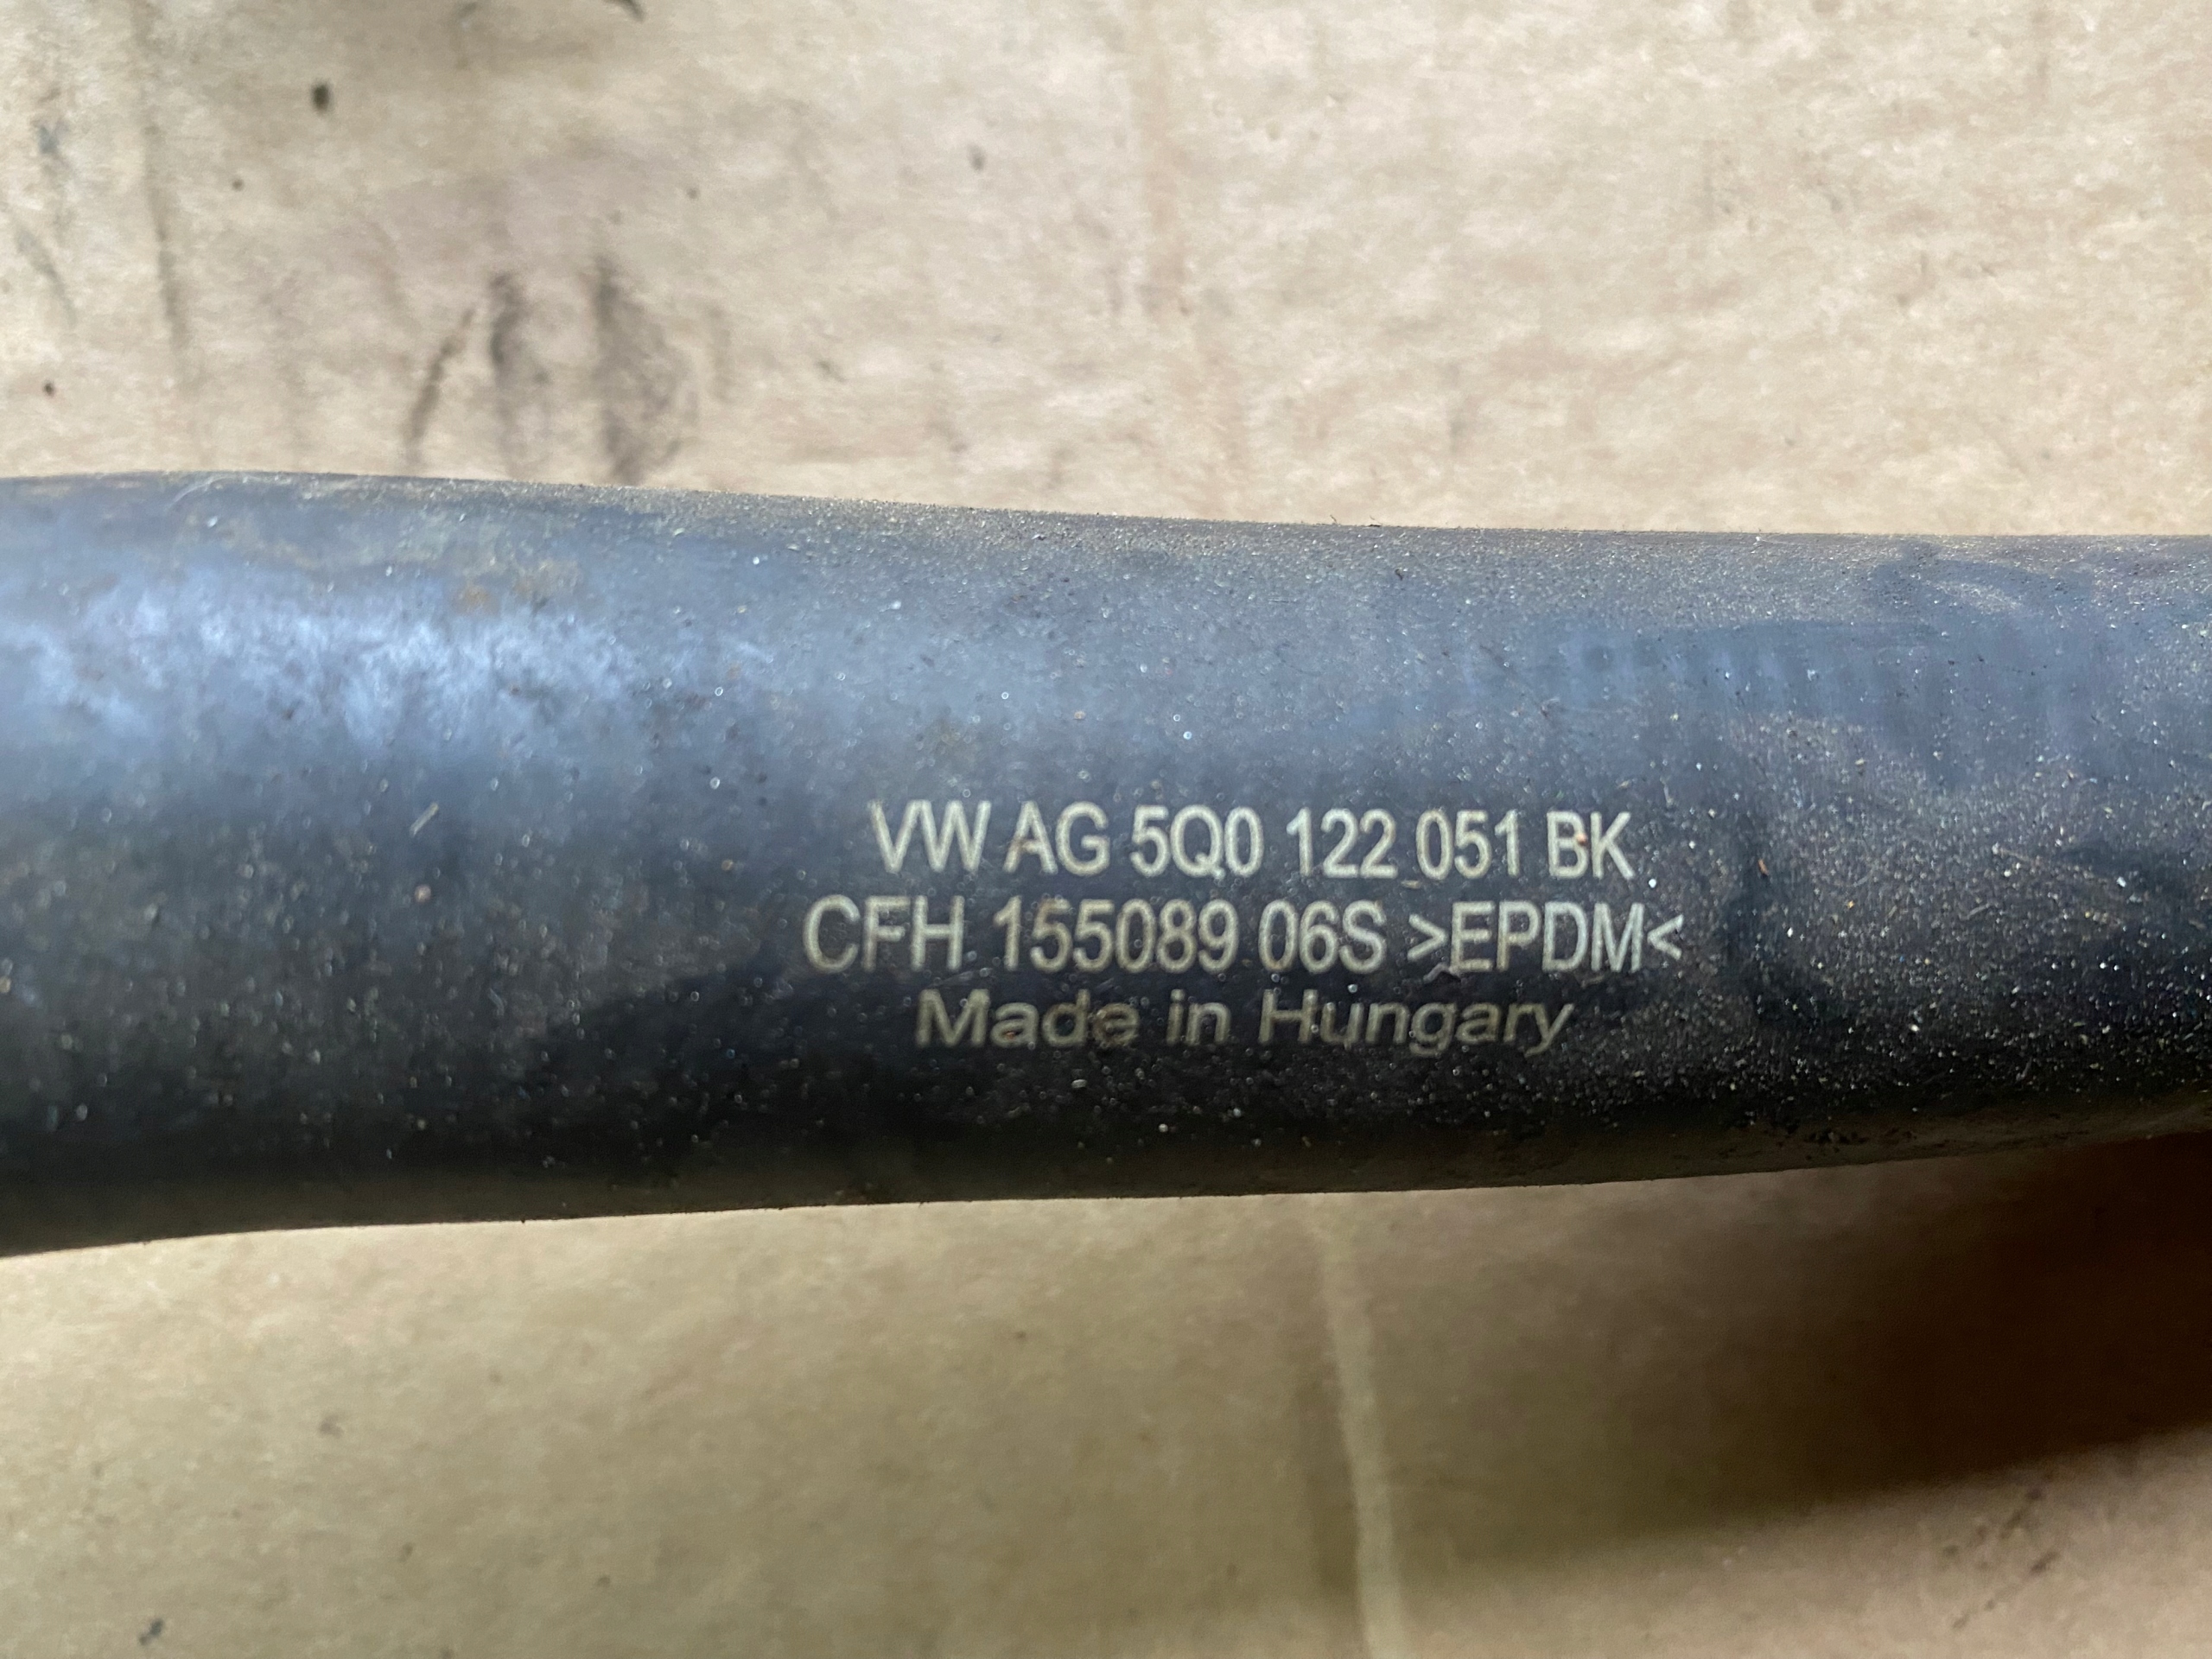 VW AG 5Q0 122 051 BK
CFH 155089 06S >EPDM<
Made in Hungary